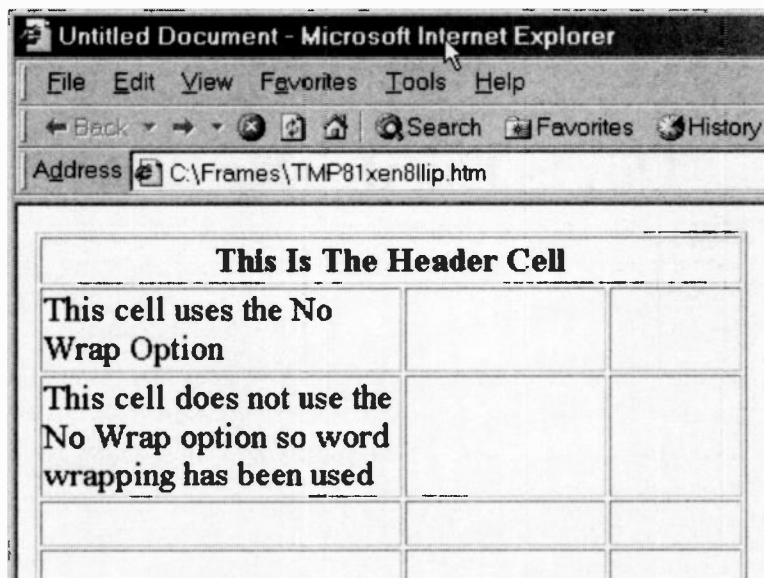 Untitled Document - Microsoft Internet Explorer
File Edit View Favorites Tools Help
Back Search Favorites History
Address C:\Frames\TMP81xen8llip.htm
This Is The Header Cell
This cell uses the No
Wrap Option
This cell does not use the
No Wrap option so word
wrapping has been used